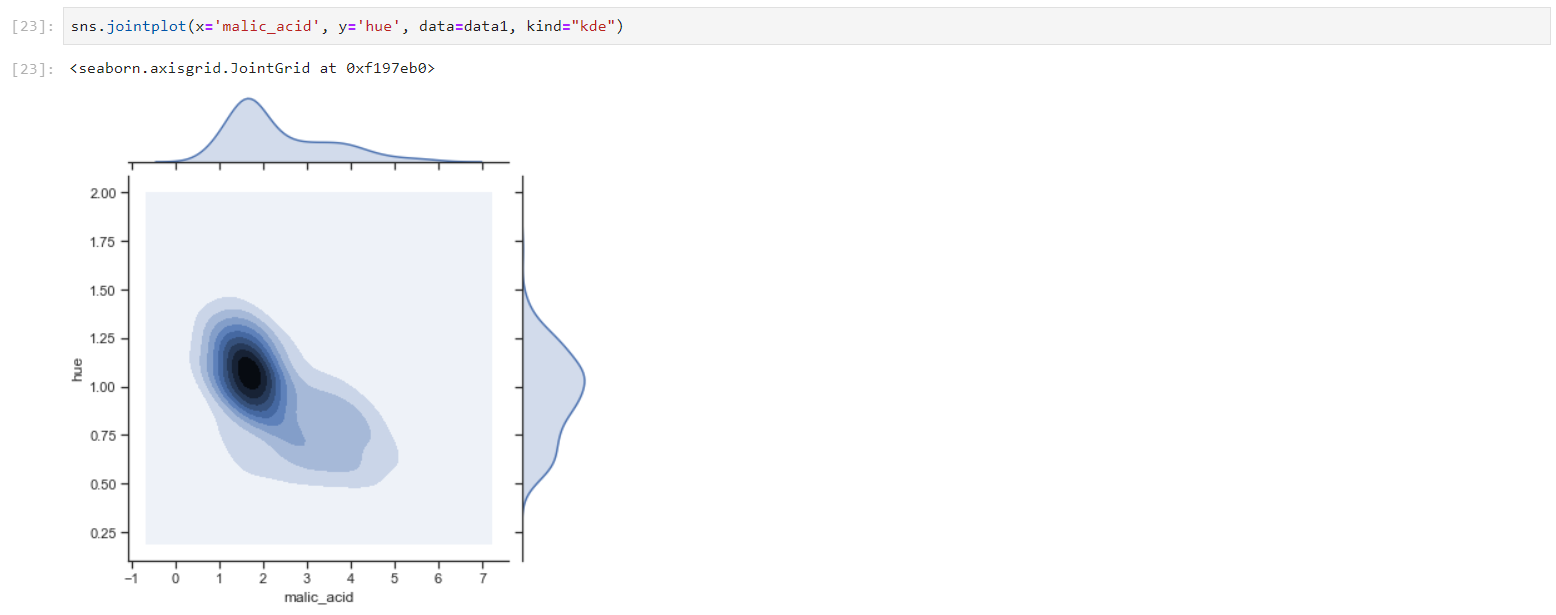 [23]: sns.jointplot(x='malic_acid', y='hue', data=data1, kind="kde")
[23]: <seaborn.axisgrid.JointGrid at 0xf197eb0>
2.00
1.75
1.50
1.25
1.00
0.75
0.50
0.25
hue
−1 0 1 2 3 4 5 6 7
malic_acid